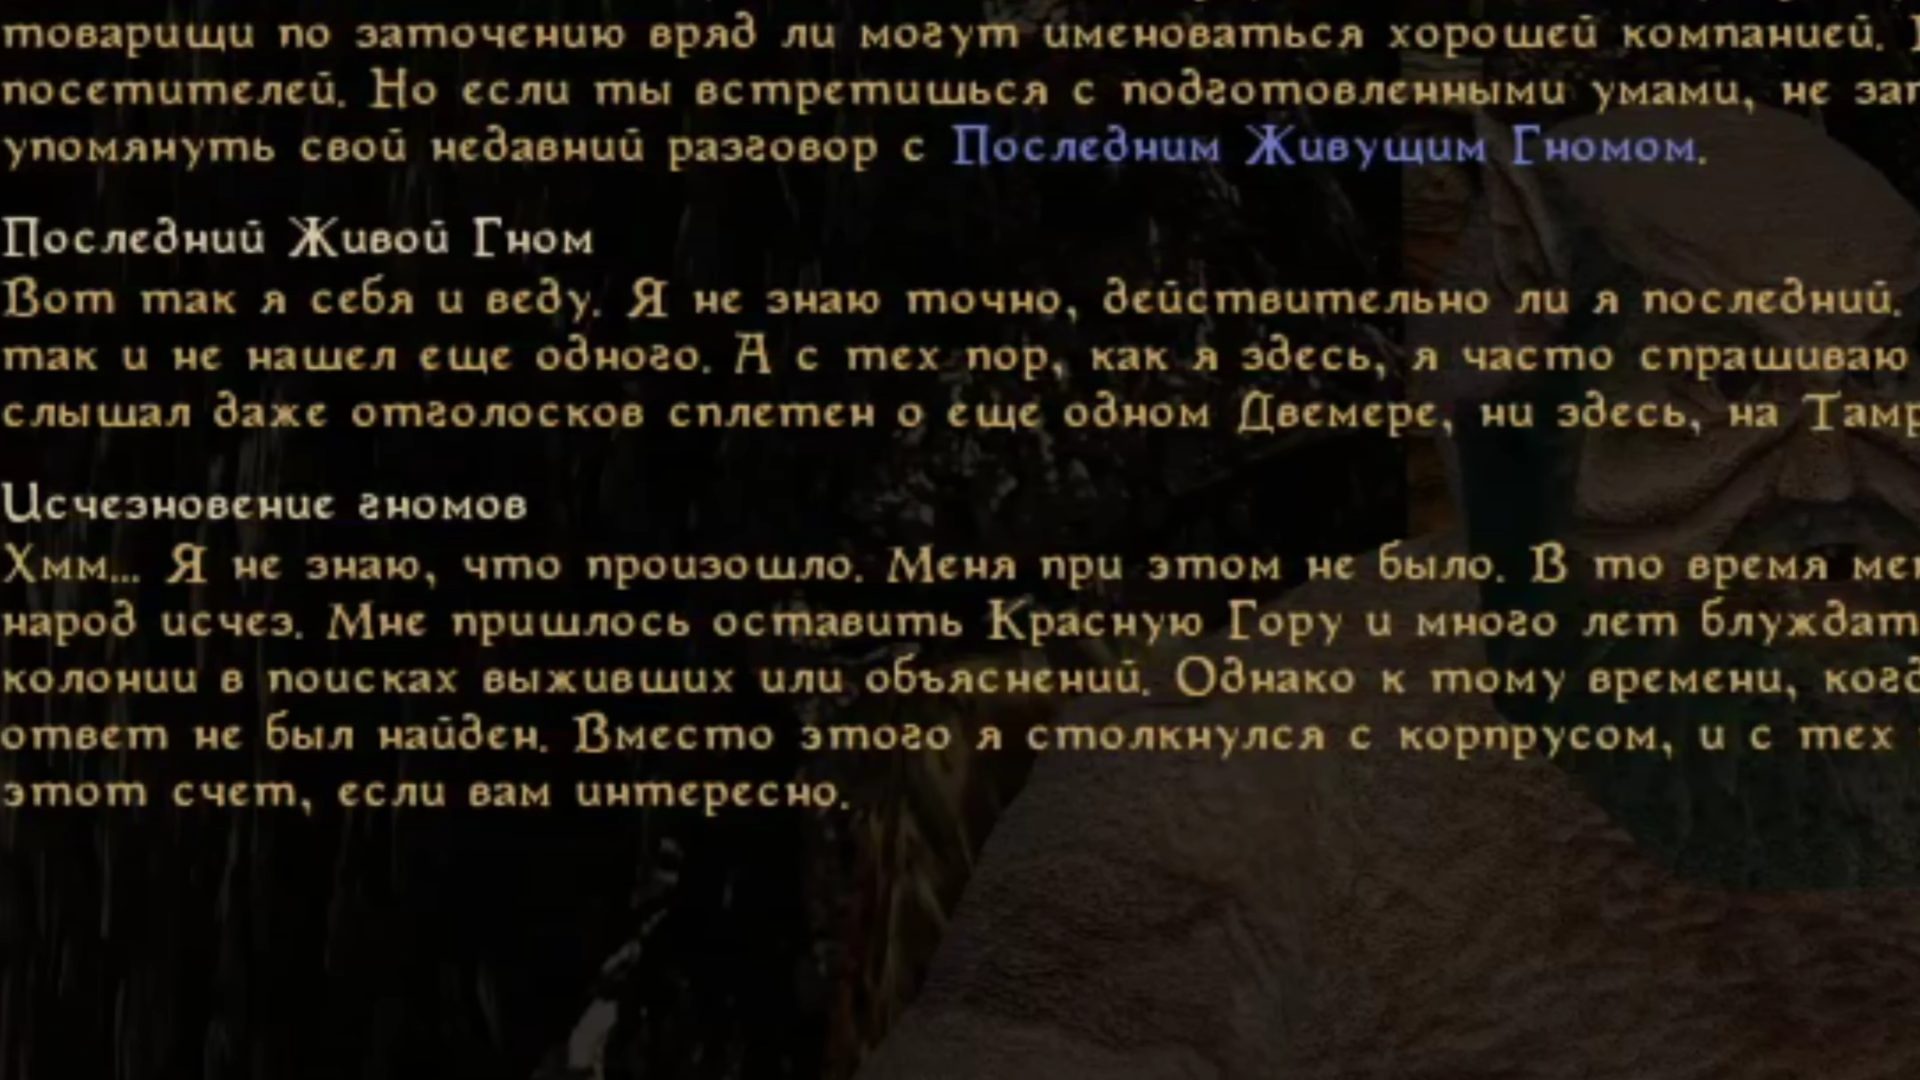 товарищи по заточению вряд ли могут именоваться хорошей компанией.
посетителей. Но если ты встретишься с подготовленными умами, не
упомянуть свой недавний разговор с Последним Живущим Гномом.
Последний Живой Гном
Вот так я себя и веду. Я не знаю точно, действительно ли я последний.
так и не нашел еще одного. А с тех пор, как я здесь, я часто спрашиваю
слышал даже отголосков сплетен о еще одном Двемере, ни здесь, на
Исчезновение гномов
Хмм... Я не знаю, что произошло. Меня при этом не было. В то время
народ исчез. Мне пришлось оставить Красную Гору и много лет
колонии в поисках выживших или объяснений. Однако к тому времени,
ответ не был найден. Вместо этого я столкнулся с корпрусом, и с тех
этот счет, если вам интересно.